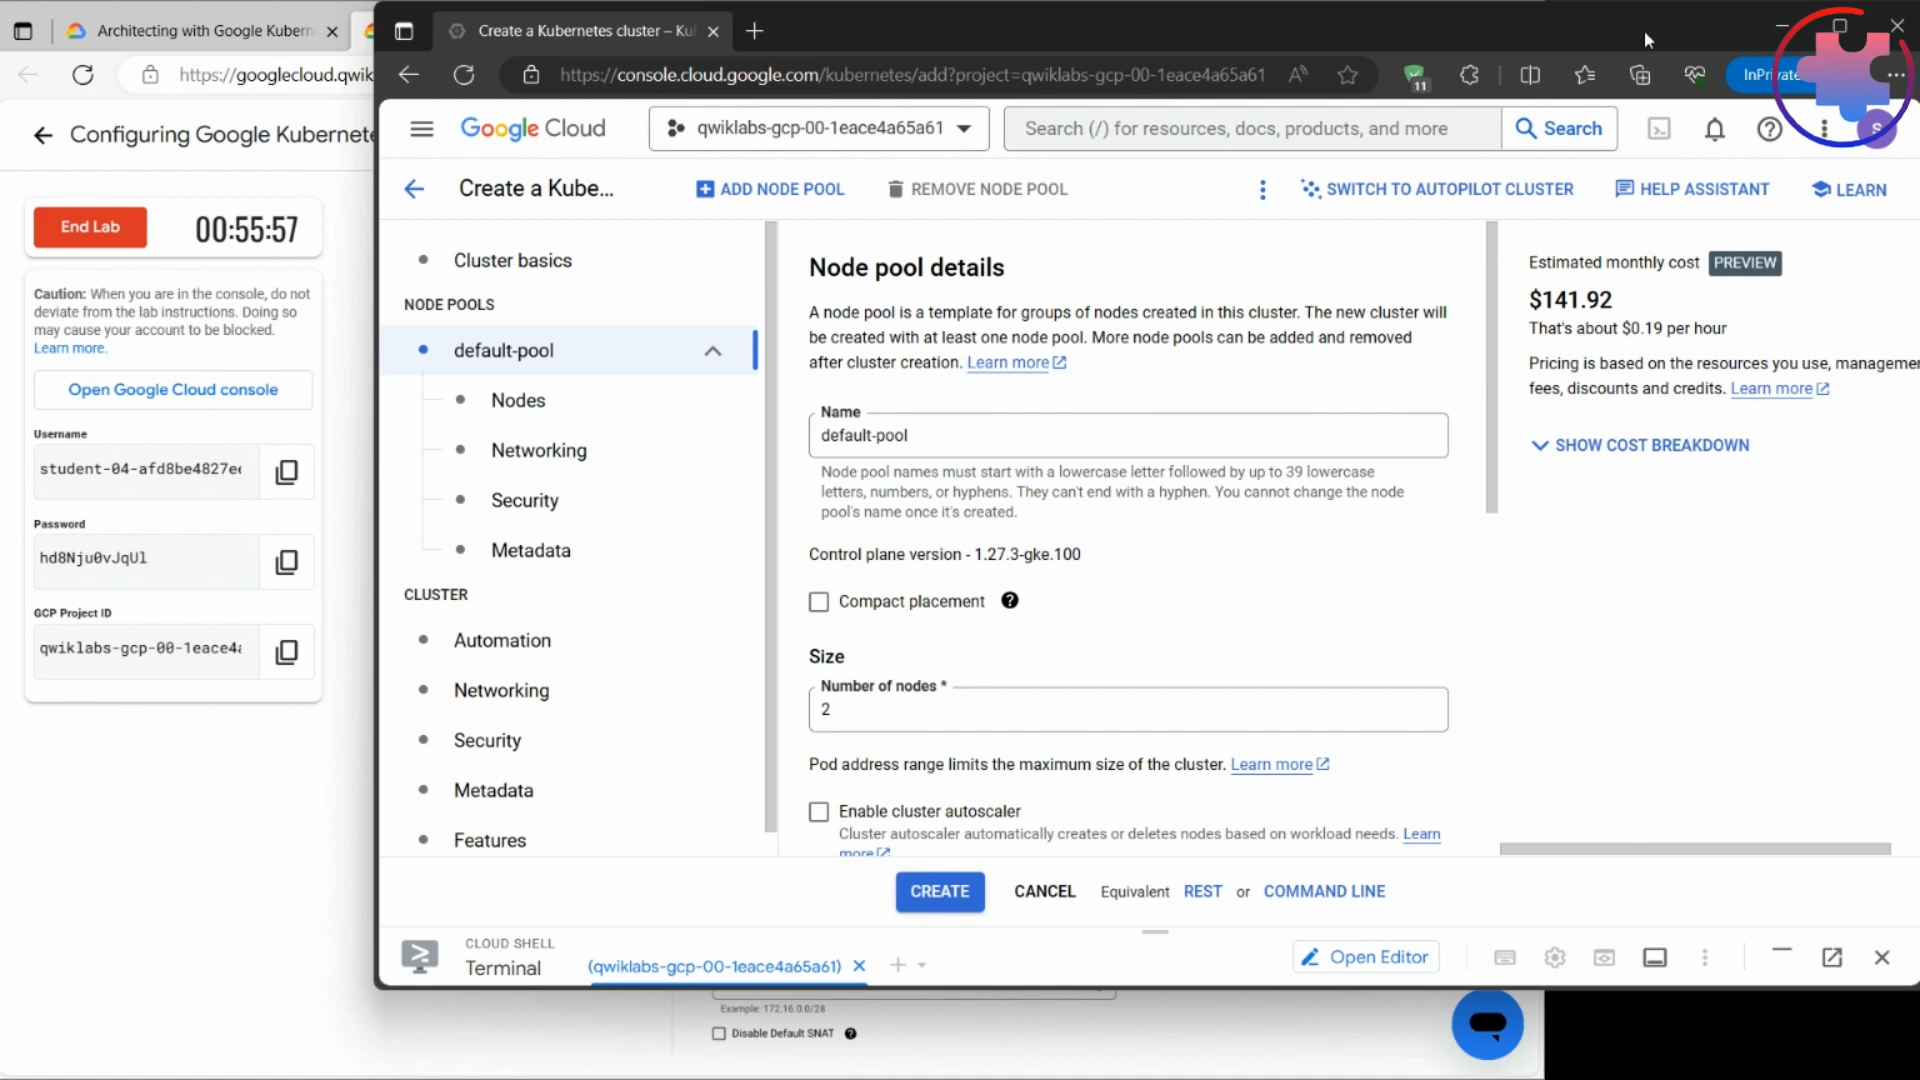 Architecting with Google Kubern
https://googlecloud.qwik
Configuring Google Kubernete
End Lab
00:55:57
Caution: When you are in the console, do not
deviate from the lab instructions. Doing so
may cause your account to be blocked.
Learn more.
Open Google Cloud console
Username
student-04-afd8be4827e
Password
hd8Nju0vJqUl
GCP Project ID
qwiklabs-gcp-00-1eace4a
Create a Kubernetes cluster – Ku
https://console.cloud.google.com/kubernetes/add?project=qwiklabs-gcp-00-1eace4a65a61
11
InPrivate
Google Cloud
qwiklabs-gcp-00-1eace4a65a61
Search (/) for resources, docs, products, and more
Search
S
Create a Kube...
ADD NODE POOL
REMOVE NODE POOL
SWITCH TO AUTOPILOT CLUSTER
HELP ASSISTANT
LEARN
Cluster basics
NODE POOLS
default-pool
Nodes
Networking
Security
Metadata
CLUSTER
Automation
Networking
Security
Metadata
Features
Node pool details
A node pool is a template for groups of nodes created in this cluster. The new cluster will
be created with at least one node pool. More node pools can be added and removed
after cluster creation. Learn more
Name
default-pool
Node pool names must start with a lowercase letter followed by up to 39 lowercase
letters, numbers, or hyphens. They can't end with a hyphen. You cannot change the node
pool's name once it's created.
Control plane version - 1.27.3-gke.100
Compact placement
Size
Number of nodes *
2
Pod address range limits the maximum size of the cluster. Learn more
Enable cluster autoscaler
Cluster autoscaler automatically creates or deletes nodes based on workload needs. Learn
more
Estimated monthly cost PREVIEW
$141.92
That's about $0.19 per hour
Pricing is based on the resources you use, managemen
fees, discounts and credits. Learn more
SHOW COST BREAKDOWN
CREATE
CANCEL
Equivalent REST or COMMAND LINE
CLOUD SHELL
Terminal
(qwiklabs-gcp-00-1eace4a65a61)
Open Editor
Example: 172.16.0.0/28
Disable Default SNAT